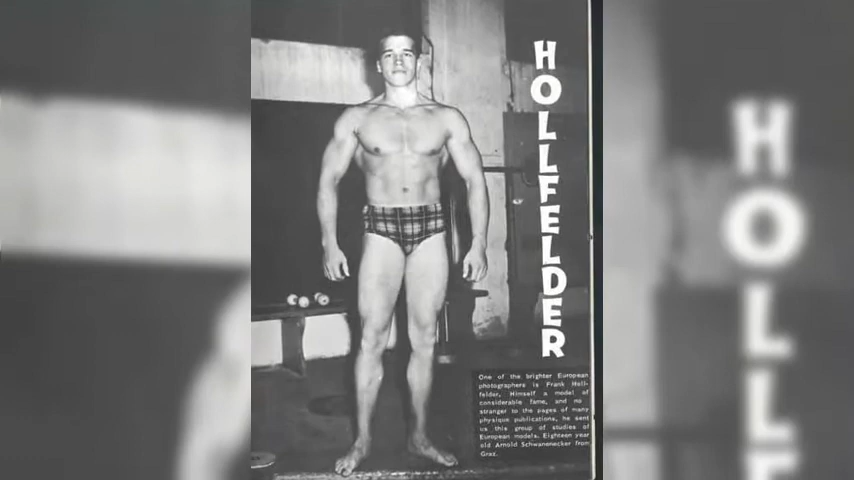 HOLLFELDER
One of the brighter European
photographers is Frank Holl-
felder. Himself a model of
considerable fame, and no
stranger to the pages of many
physique publications, he sent
us this group of studies of
European models. Eighteen year
old Arnold Schwanenecker from
Graz.
HOLLF